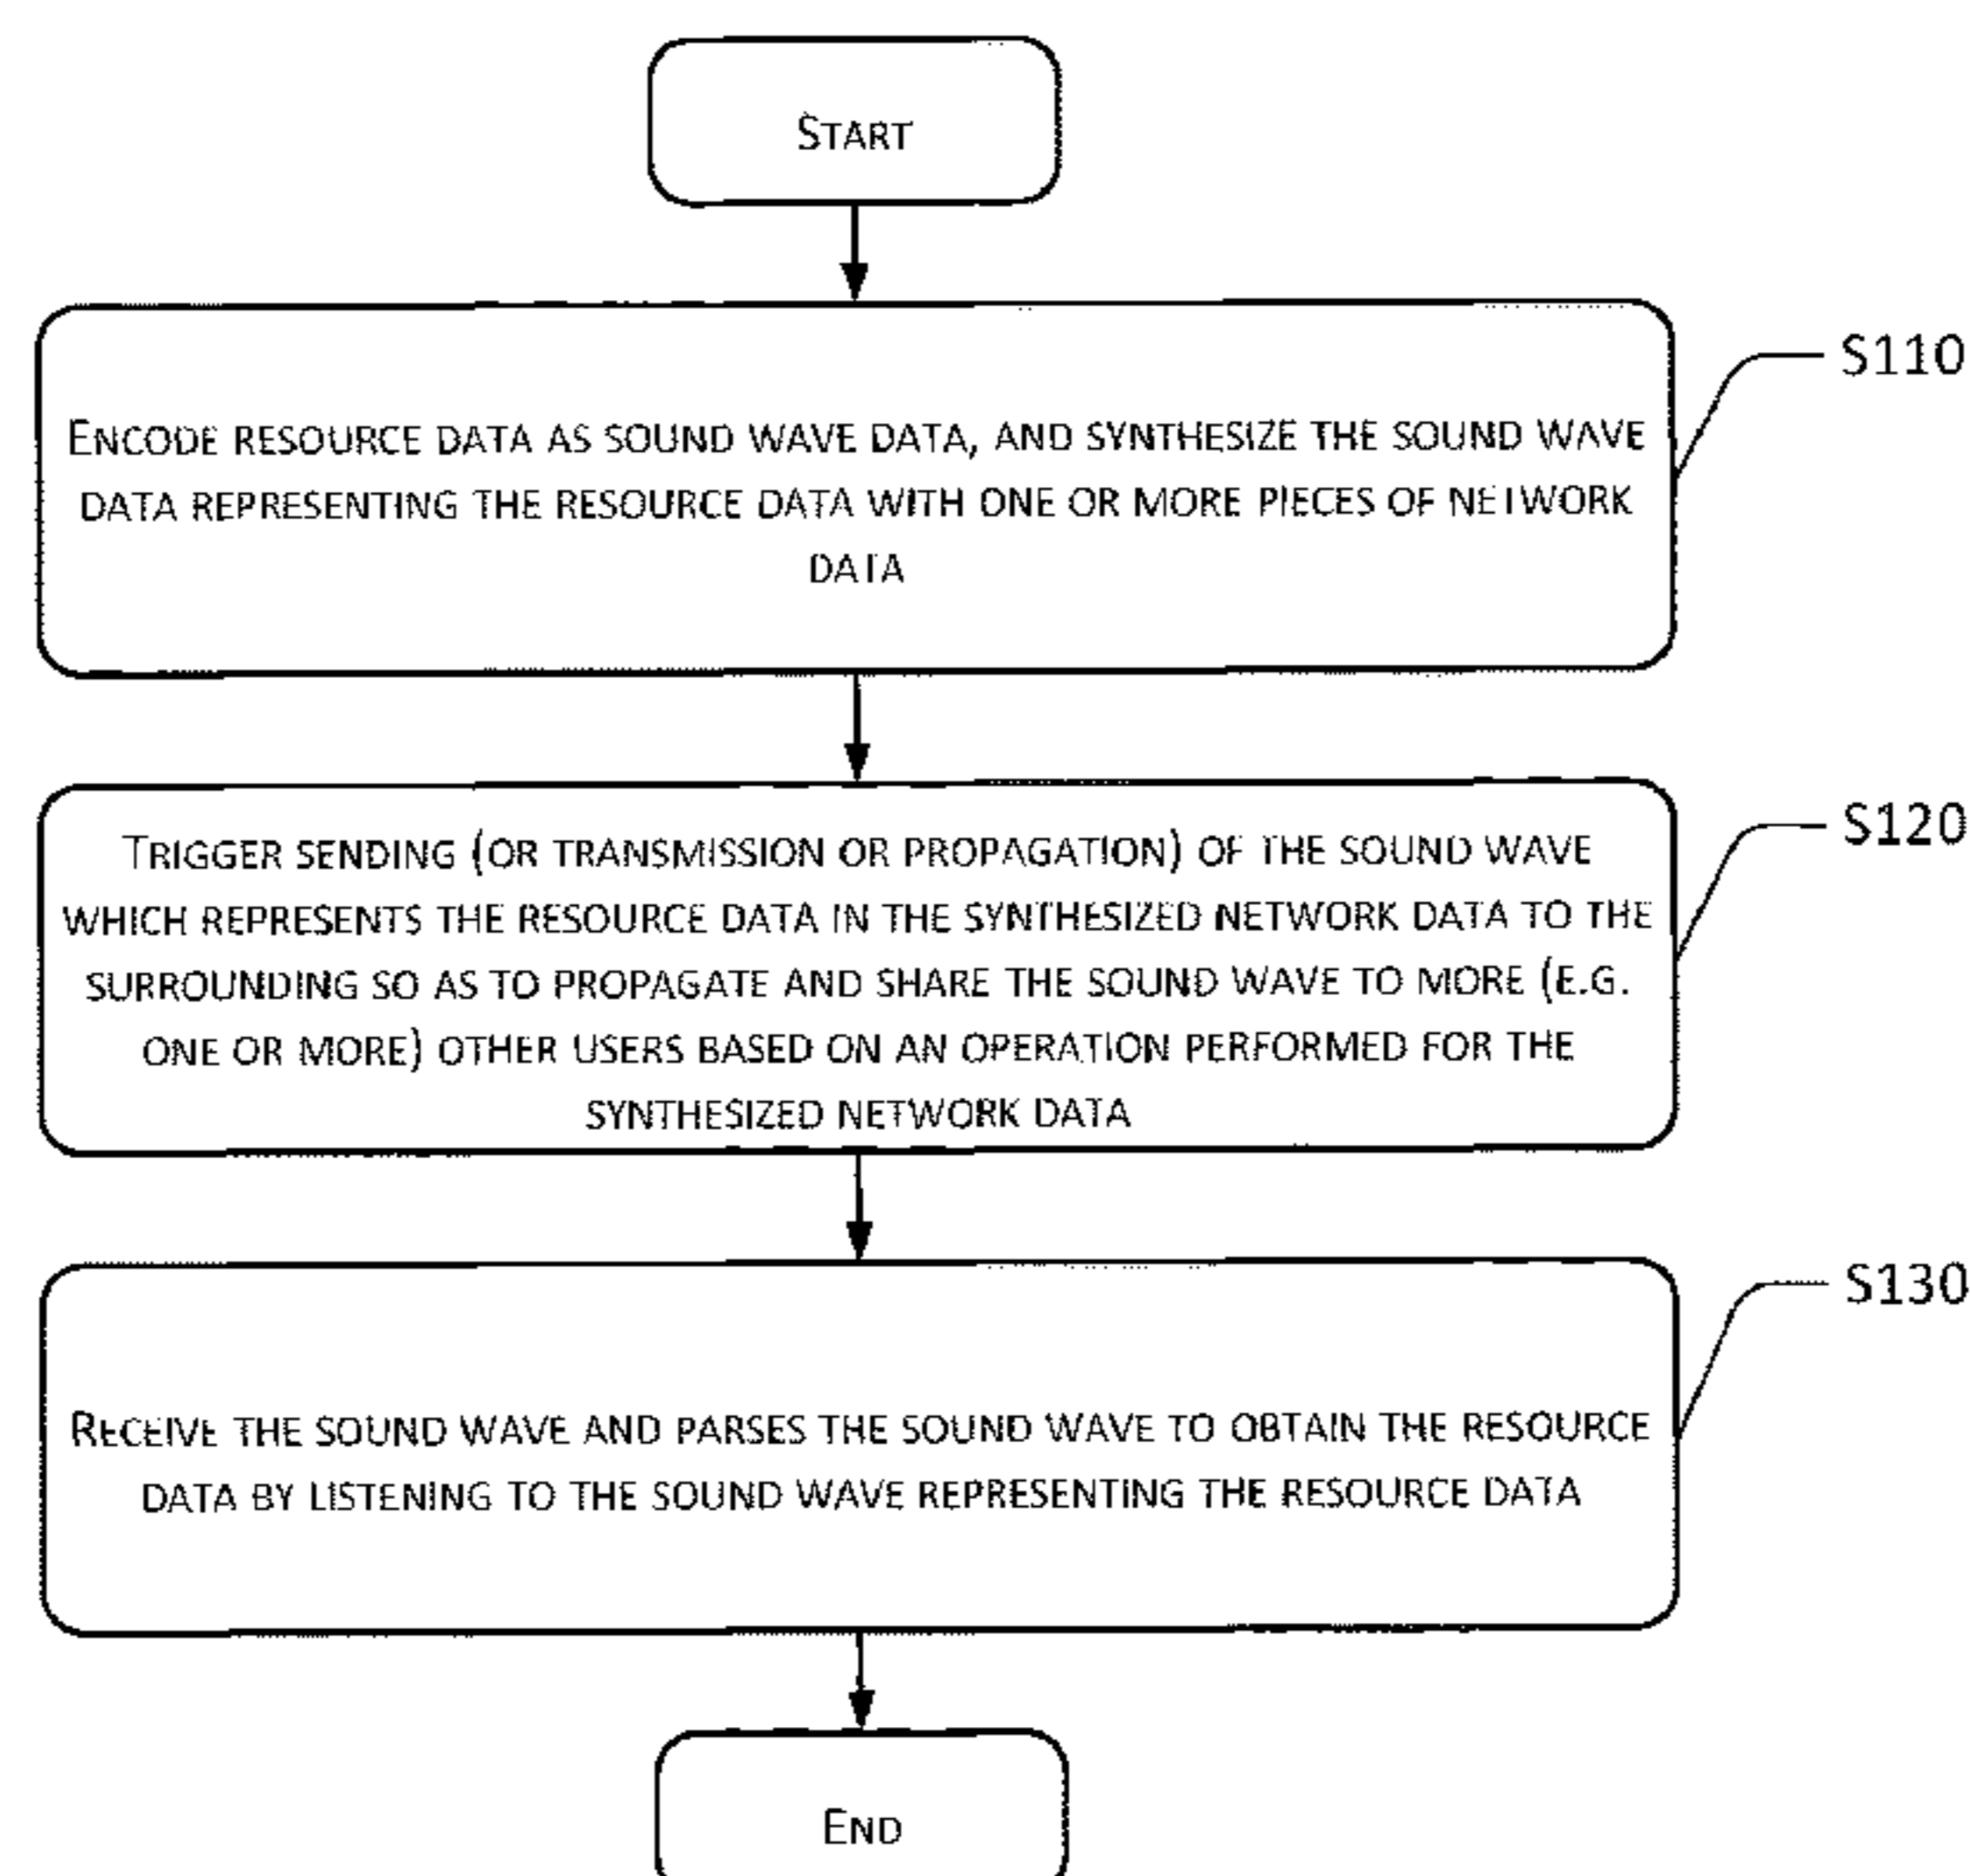 START
ENCODE RESOURCE DATA AS SOUND WAVE DATA, AND SYNTHESIZE THE SOUND WAVE
DATA REPRESENTING THE RESOURCE DATA WITH ONE OR MORE PIECES OF NETWORK
DATA
S110
TRIGGER SENDING (OR TRANSMISSION OR PROPAGATION) OF THE SOUND WAVE
WHICH REPRESENTS THE RESOURCE DATA IN THE SYNTHESIZED NETWORK DATA TO THE
SURROUNDING SO AS TO PROPAGATE AND SHARE THE SOUND WAVE TO MORE (E.G.
ONE OR MORE) OTHER USERS BASED ON AN OPERATION PERFORMED FOR THE
SYNTHESIZED NETWORK DATA
S120
RECEIVE THE SOUND WAVE AND PARSES THE SOUND WAVE TO OBTAIN THE RESOURCE
DATA BY LISTENING TO THE SOUND WAVE REPRESENTING THE RESOURCE DATA
S130
END